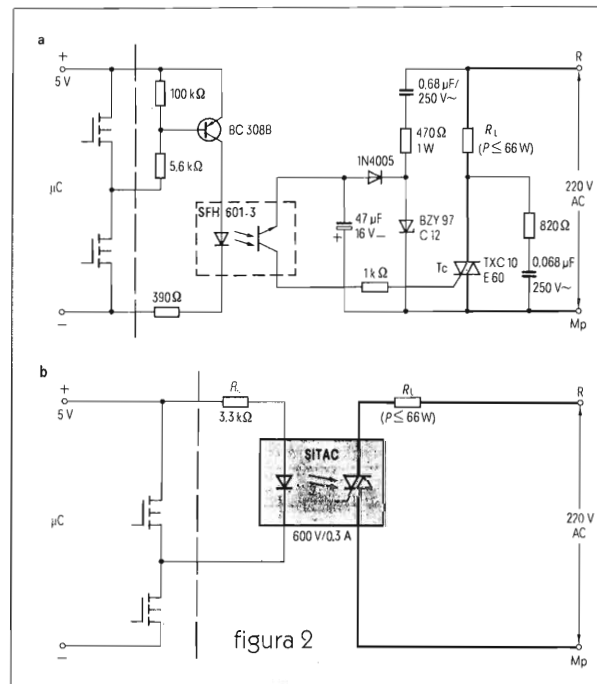 a
+
5 V
100 kΩ
BC 308B
5.6 kΩ
µC
SFH 601-3
390 Ω
−
0,68 µF/
250 V~
470 Ω
1 W
1N4005
47 µF
16 V−
+
BZY 97
C 12
1 kΩ
Tc
TXC 10
E 60
RL
(P ≤ 66 W)
820 Ω
0,068 µF
250 V~
R
220 V
AC
Mp
b
+
5 V
3.3 kΩ
µC
−
SITAC
600 V/0,3 A
RL
(P ≤ 66 W)
R
220 V
AC
Mp
figura 2